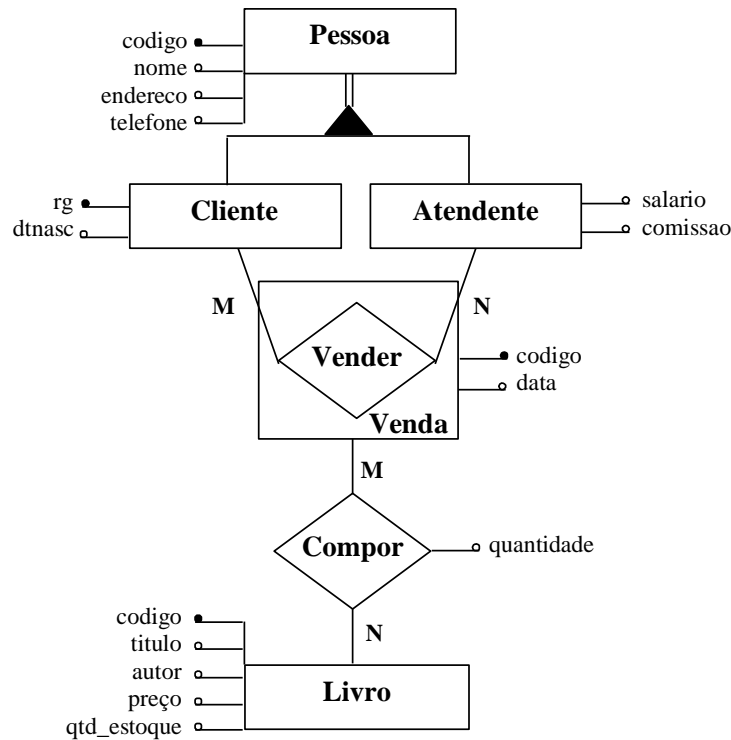 Pessoa
codigo
nome
endereco
telefone
rg
dtnasc
Cliente
Atendente
salario
comissao
M
N
Vender
Venda
codigo
data
M
Compor
quantidade
N
codigo
titulo
autor
preço
qtd_estoque
Livro